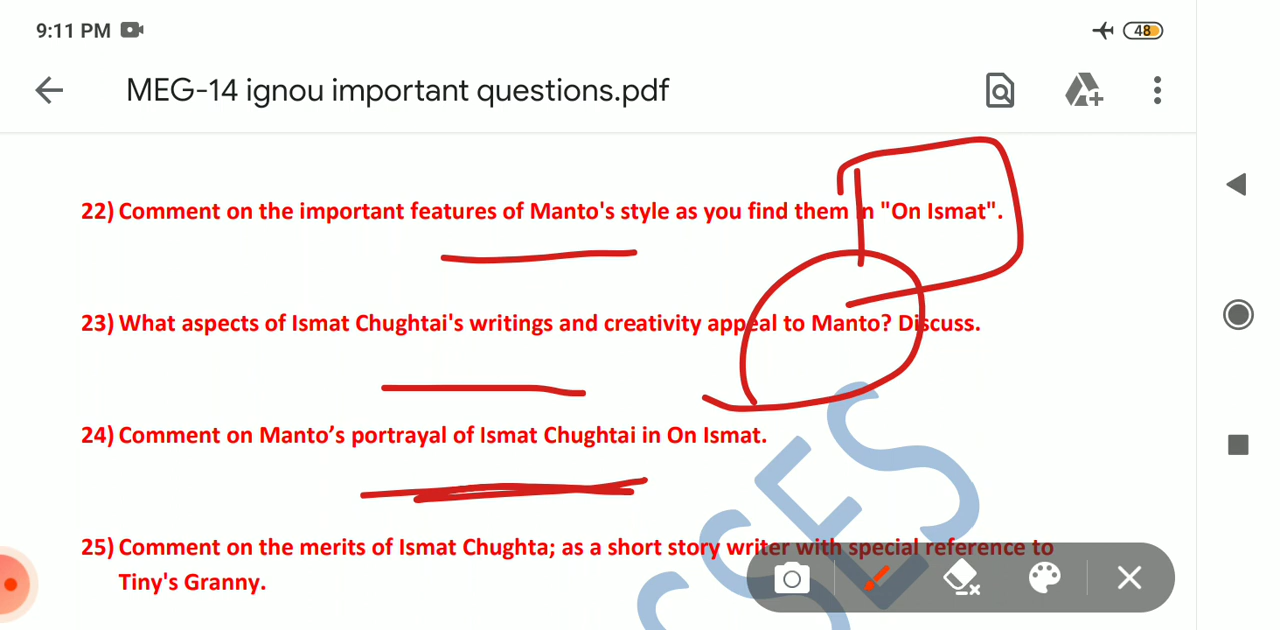 9:11 PM
48
MEG-14 ignou important questions.pdf
22) Comment on the important features of Manto's style as you find them in "On Ismat".
23) What aspects of Ismat Chughtai's writings and creativity appeal to Manto? Discuss.
24) Comment on Manto's portrayal of Ismat Chughtai in On Ismat.
25) Comment on the merits of Ismat Chughta; as a short story writer with special reference to
Tiny's Granny.
SSES